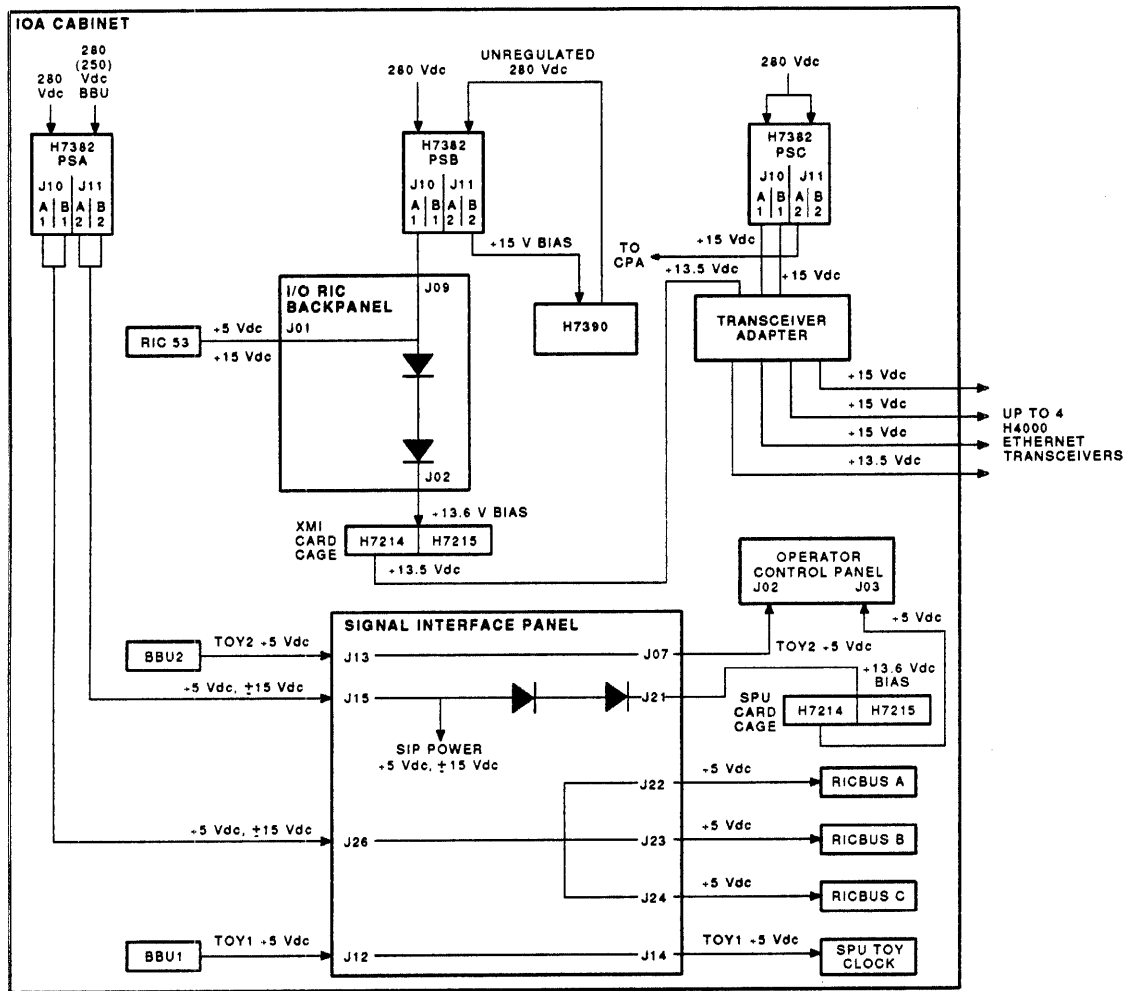 IOA CABINET
280
Vdc
280
(250)
Vdc
BBU
H7382
PSA
J10 J11
A B A B
1 1 2 2
280 Vdc
UNREGULATED
280 Vdc
H7382
PSB
J10 J11
A B A B
1 1 2 2
+15 V BIAS
H7390
280 Vdc
H7382
PSC
J10 J11
A B A B
1 1 2 2
+15 Vdc
TO
CPA
+13.5 Vdc
+15 Vdc
TRANSCEIVER
ADAPTER
+15 Vdc
+15 Vdc
+15 Vdc
+13.5 Vdc
UP TO 4
H4000
ETHERNET
TRANSCEIVERS
I/O RIC
BACKPANEL
J09
J01
RIC 53
+5 Vdc
+15 Vdc
J02
+13.6 V BIAS
XMI
CARD
CAGE
H7214 H7215
+13.5 Vdc
OPERATOR
CONTROL PANEL
J02 J03
+5 Vdc
SIGNAL INTERFACE PANEL
BBU2
TOY2 +5 Vdc
J13 J07
TOY2 +5 Vdc
+5 Vdc, ±15 Vdc
J15 J21
+13.6 Vdc
BIAS
SPU
CARD
CAGE
H7214 H7215
SIP POWER
+5 Vdc, ±15 Vdc
J22
+5 Vdc
RICBUS A
+5 Vdc, ±15 Vdc
J26 J23
+5 Vdc
RICBUS B
J24
+5 Vdc
RICBUS C
BBU1
TOY1 +5 Vdc
J12 J14
TOY1 +5 Vdc
SPU TOY
CLOCK